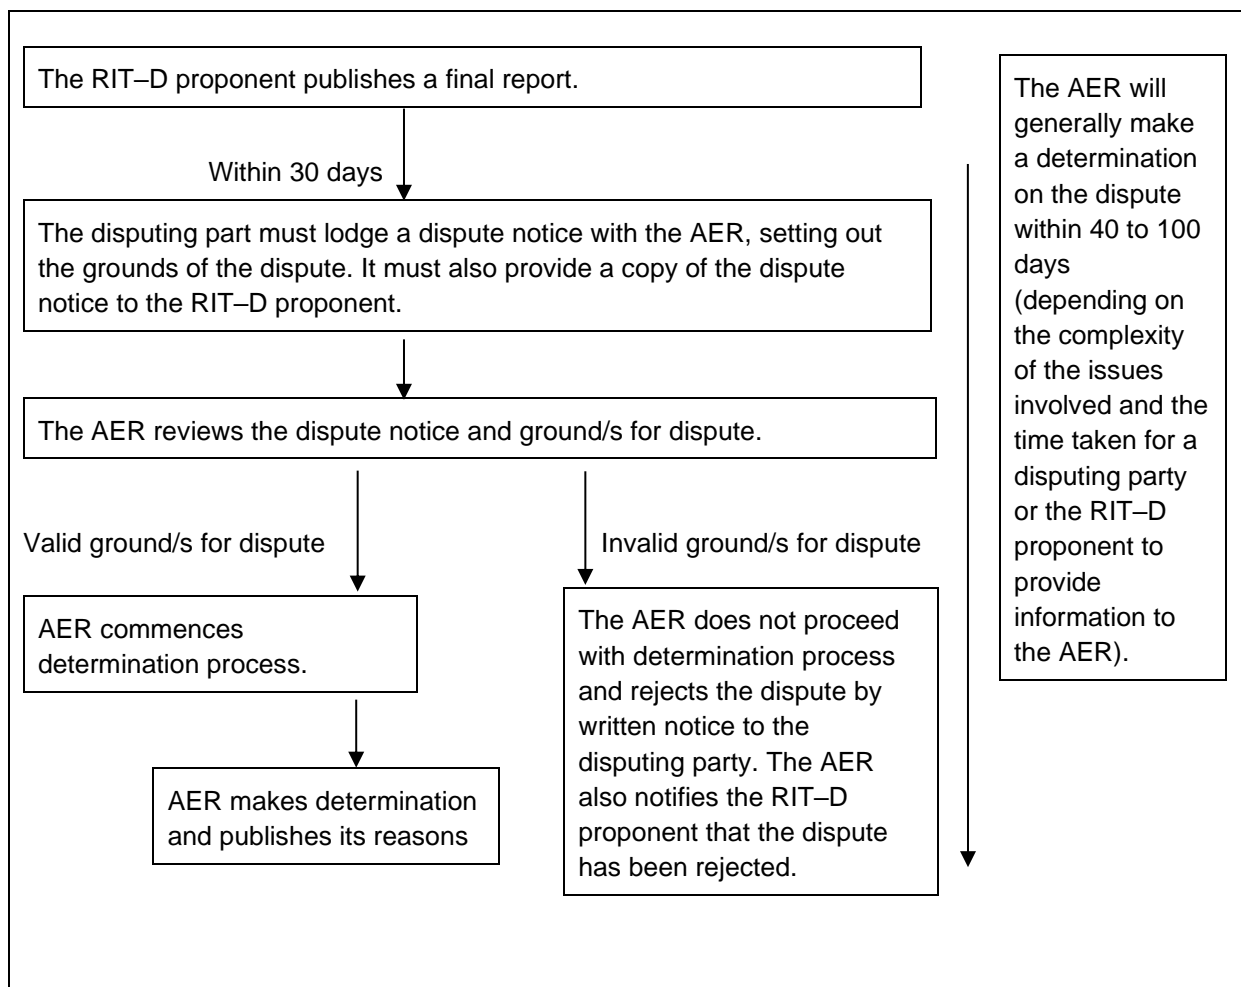 The RIT–D proponent publishes a final report.
Within 30 days
The disputing part must lodge a dispute notice with the AER, setting out
the grounds of the dispute. It must also provide a copy of the dispute
notice to the RIT–D proponent.
The AER reviews the dispute notice and ground/s for dispute.
Valid ground/s for dispute
Invalid ground/s for dispute
AER commences
determination process.
AER makes determination
and publishes its reasons
The AER does not proceed
with determination process
and rejects the dispute by
written notice to the
disputing party. The AER
also notifies the RIT–D
proponent that the dispute
has been rejected.
The AER will
generally make
a determination
on the dispute
within 40 to 100
days
(depending on
the complexity
of the issues
involved and the
time taken for a
disputing party
or the RIT–D
proponent to
provide
information to
the AER).